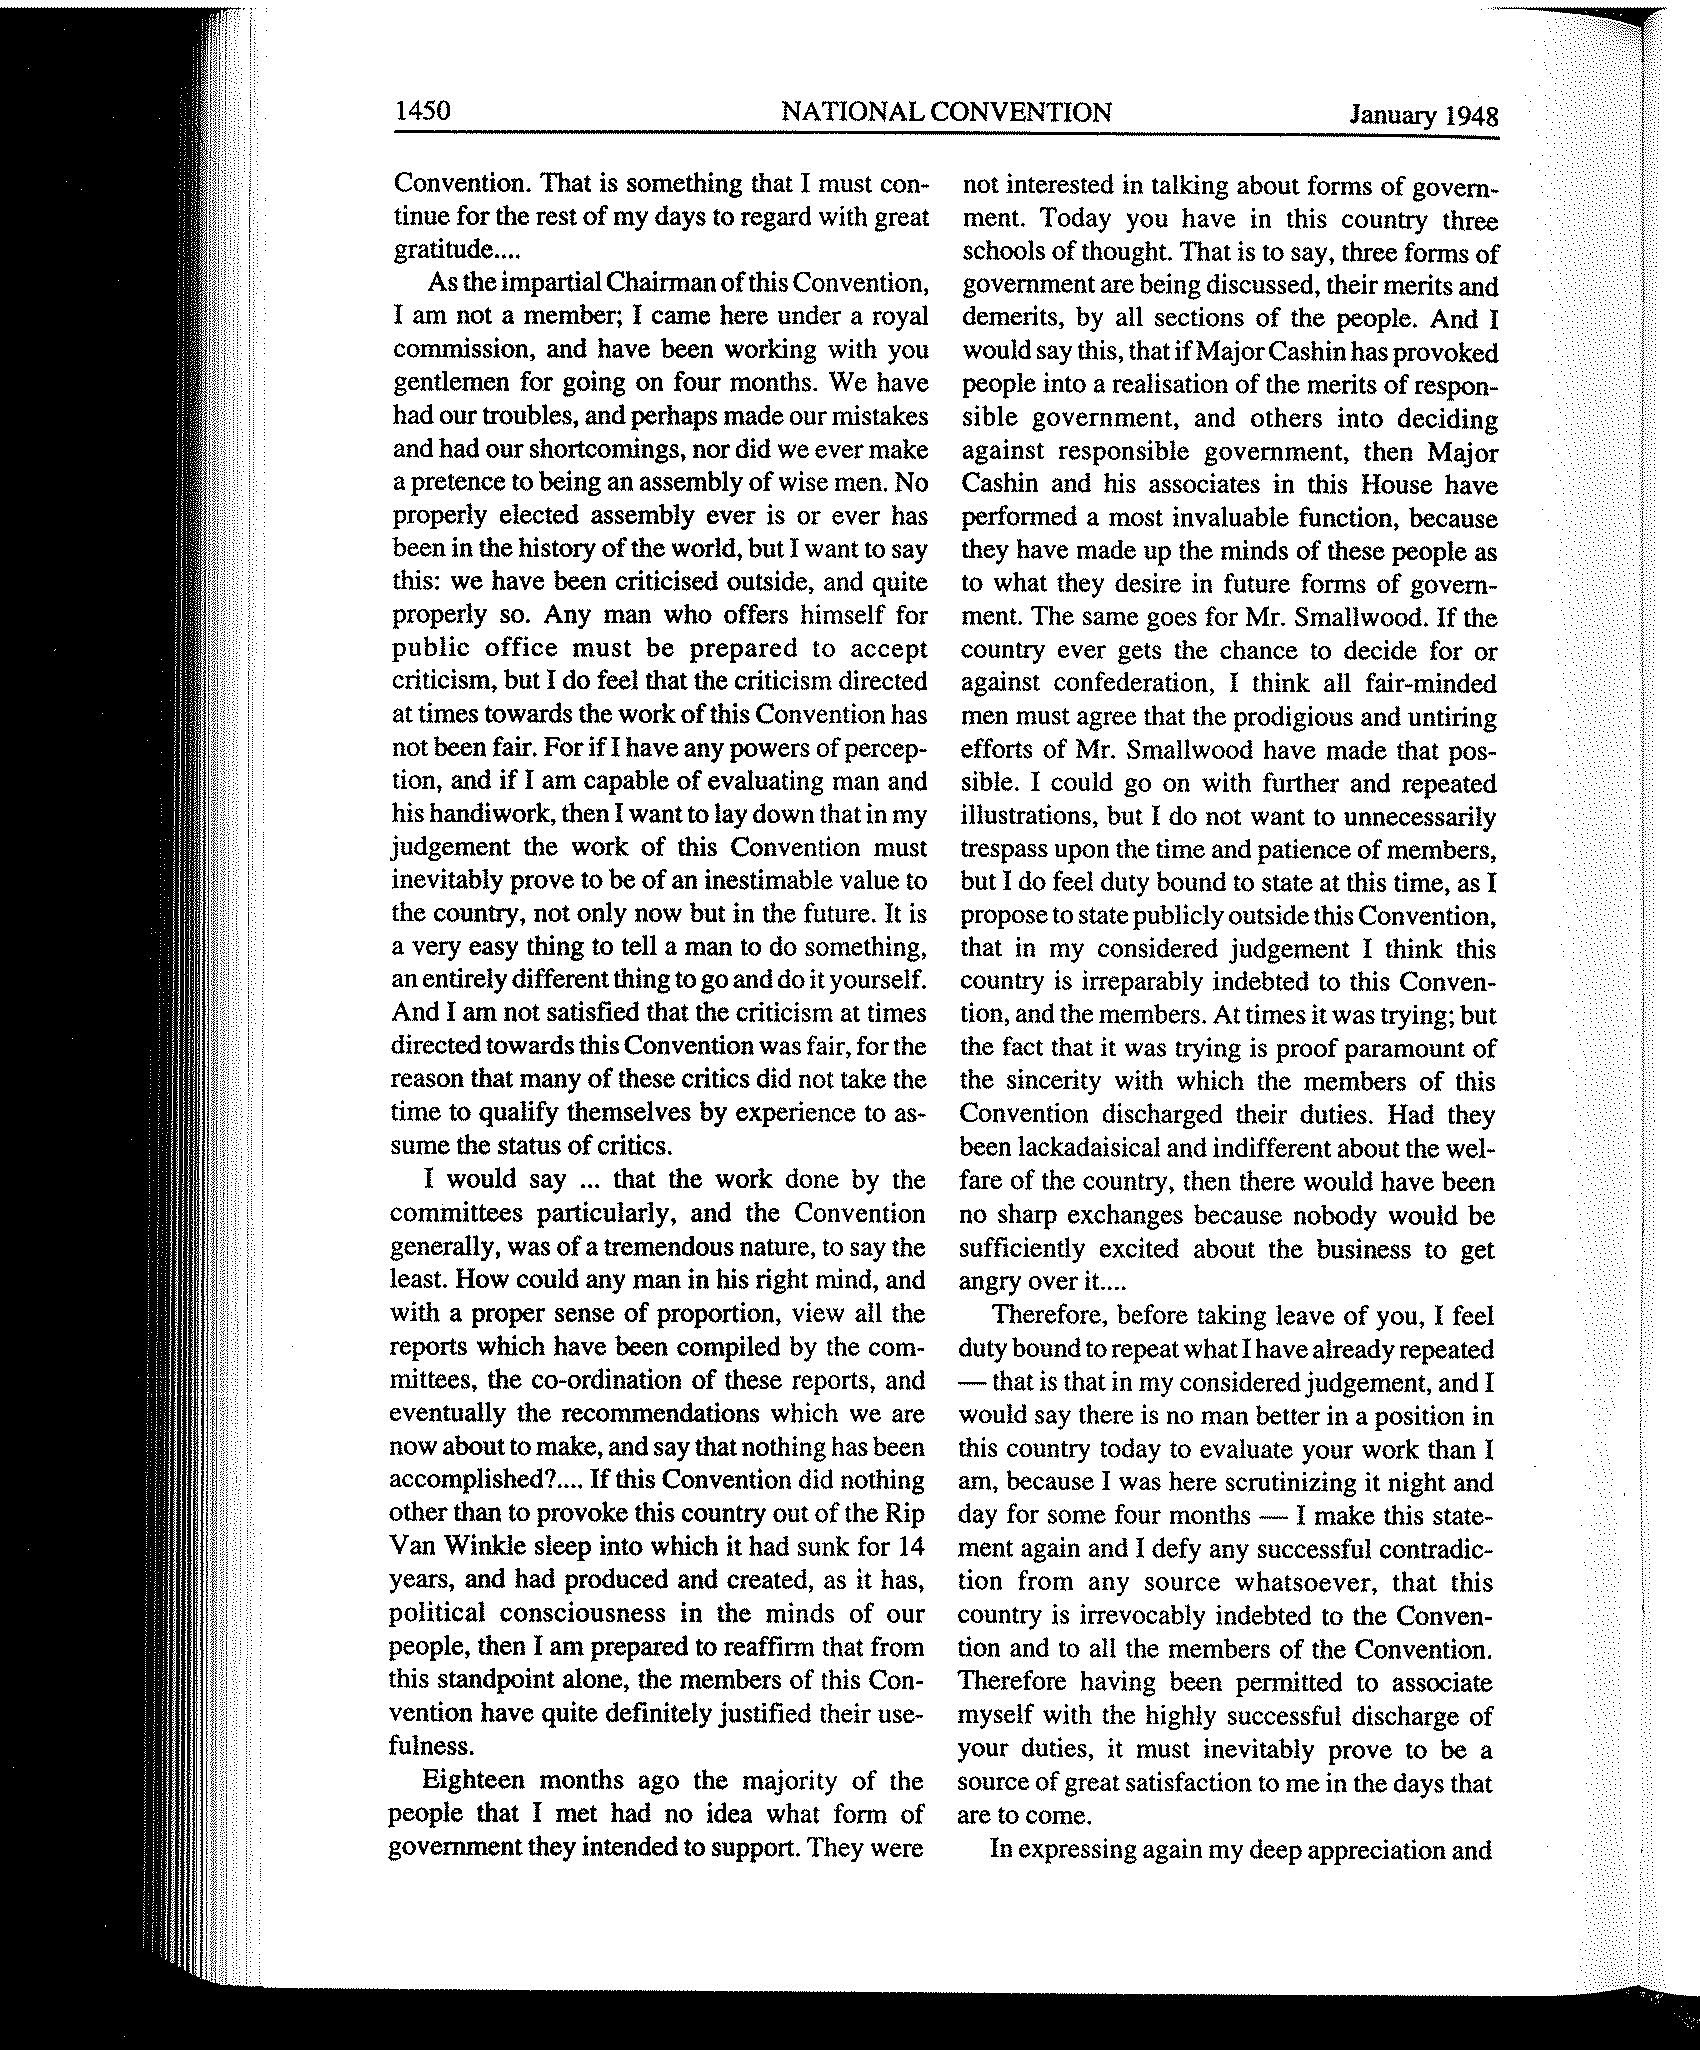 1450
NATIONAL CONVENTION
January 1948
Convention. That is something that I must con-
tinue for the rest of my days to regard with great
gratitude....
As the impartial Chairman of this Convention,
I am not a member; I came here under a royal
commission, and have been working with you
gentlemen for going on four months. We have
had our troubles, and perhaps made our mistakes
and had our shortcomings, nor did we ever make
a pretence to being an assembly of wise men. No
properly elected assembly ever is or ever has
been in the history of the world, but I want to say
this: we have been criticised outside, and quite
properly so. Any man who offers himself for
public office must be prepared to accept
criticism, but I do feel that the criticism directed
at times towards the work of this Convention has
not been fair. For if I have any powers of percep-
tion, and if I am capable of evaluating man and
his handiwork, then I want to lay down that in my
judgement the work of this Convention must
inevitably prove to be of an inestimable value to
the country, not only now but in the future. It is
a very easy thing to tell a man to do something,
an entirely different thing to go and do it yourself.
And I am not satisfied that the criticism at times
directed towards this Convention was fair, for the
reason that many of these critics did not take the
time to qualify themselves by experience to as-
sume the status of critics.
I would say ... that the work done by the
committees particularly, and the Convention
generally, was of a tremendous nature, to say the
least. How could any man in his right mind, and
with a proper sense of proportion, view all the
reports which have been compiled by the com-
mittees, the co-ordination of these reports, and
eventually the recommendations which we are
now about to make, and say that nothing has been
accomplished?.... If this Convention did nothing
other than to provoke this country out of the Rip
Van Winkle sleep into which it had sunk for 14
years, and had produced and created, as it has,
political consciousness in the minds of our
people, then I am prepared to reaffirm that from
this standpoint alone, the members of this Con-
vention have quite definitely justified their use-
fulness.
Eighteen months ago the majority of the
people that I met had no idea what form of
government they intended to support. They were
not interested in talking about forms of govern-
ment. Today you have in this country three
schools of thought. That is to say, three forms of
government are being discussed, their merits and
demerits, by all sections of the people. And I
would say this, that if Major Cashin has provoked
people into a realisation of the merits of respon-
sible government, and others into deciding
against responsible government, then Major
Cashin and his associates in this House have
performed a most invaluable function, because
they have made up the minds of these people as
to what they desire in future forms of govern-
ment. The same goes for Mr. Smallwood. If the
country ever gets the chance to decide for or
against confederation, I think all fair-minded
men must agree that the prodigious and untiring
efforts of Mr. Smallwood have made that pos-
sible. I could go on with further and repeated
illustrations, but I do not want to unnecessarily
trespass upon the time and patience of members,
but I do feel duty bound to state at this time, as I
propose to state publicly outside this Convention,
that in my considered judgement I think this
country is irreparably indebted to this Conven-
tion, and the members. At times it was trying; but
the fact that it was trying is proof paramount of
the sincerity with which the members of this
Convention discharged their duties. Had they
been lackadaisical and indifferent about the wel-
fare of the country, then there would have been
no sharp exchanges because nobody would be
sufficiently excited about the business to get
angry over it....
Therefore, before taking leave of you, I feel
duty bound to repeat what I have already repeated
— that is that in my considered judgement, and I
would say there is no man better in a position in
this country today to evaluate your work than I
am, because I was here scrutinizing it night and
day for some four months — I make this state-
ment again and I defy any successful contradic-
tion from any source whatsoever, that this
country is irrevocably indebted to the Conven-
tion and to all the members of the Convention.
Therefore having been permitted to associate
myself with the highly successful discharge of
your duties, it must inevitably prove to be a
source of great satisfaction to me in the days that
are to come.
In expressing again my deep appreciation and